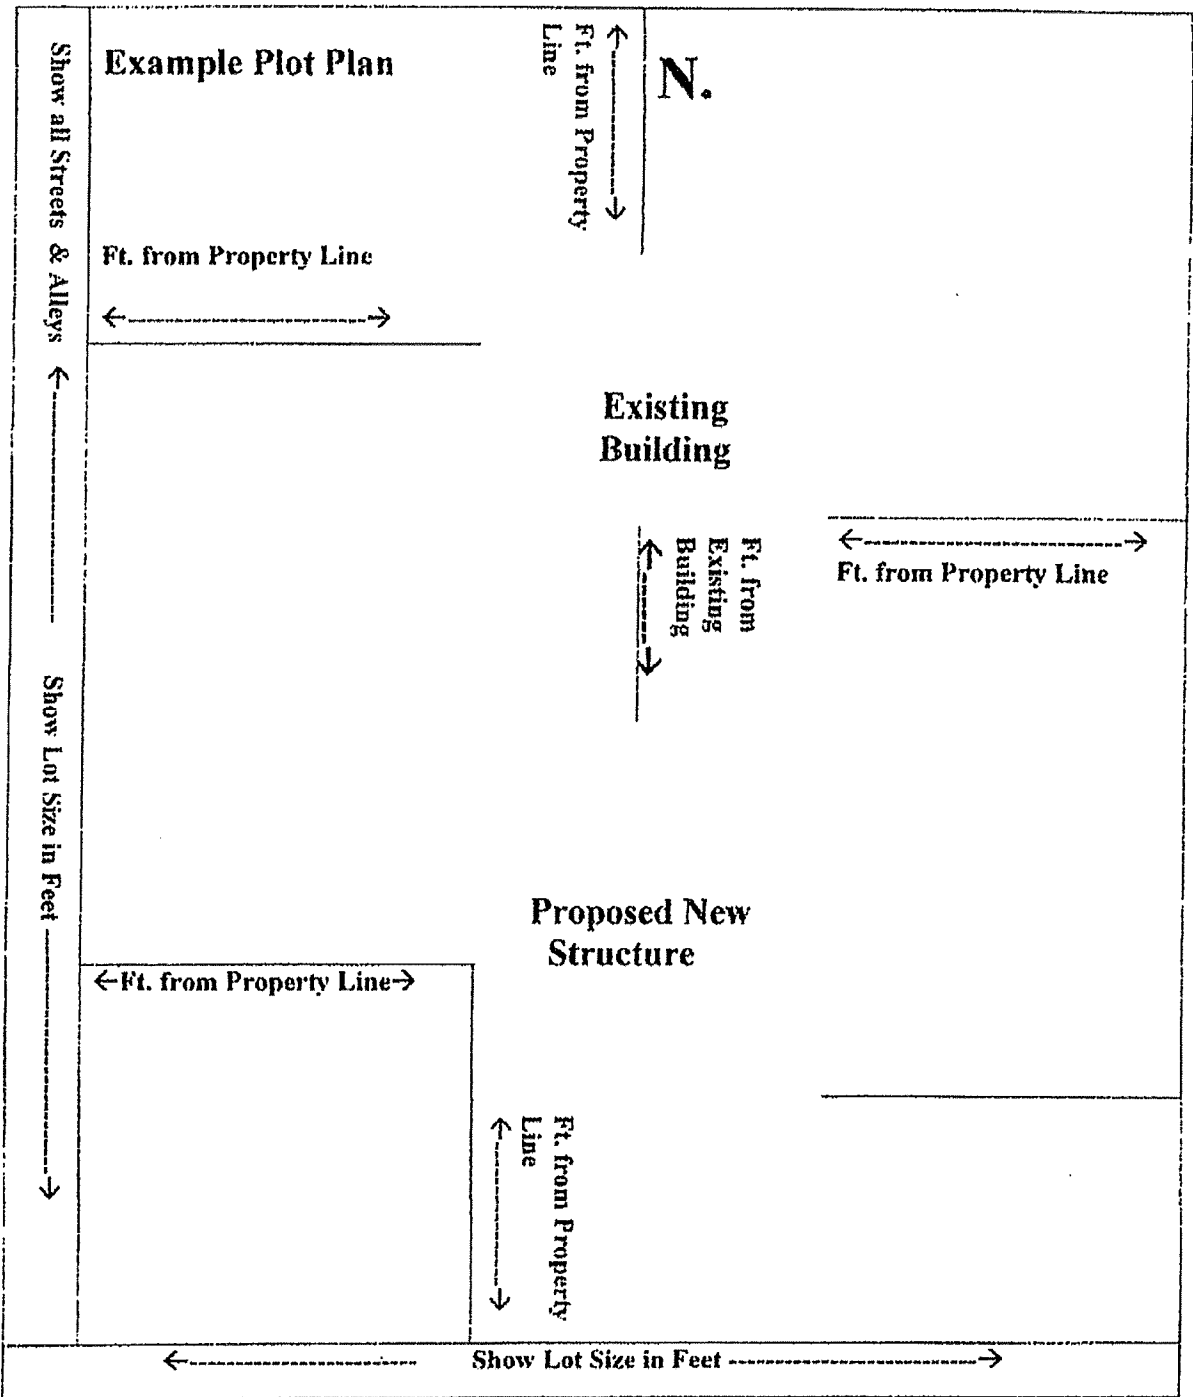 Example Plot Plan
Ft. from Property
Line
N.
Show all Streets & Alleys
Ft. from Property Line
Existing
Building
Ft. from
Existing
Building
Ft. from Property Line
Show Lot Size in Feet
Proposed New
Structure
Ft. from Property Line
Ft. from Property
Line
Show Lot Size in Feet